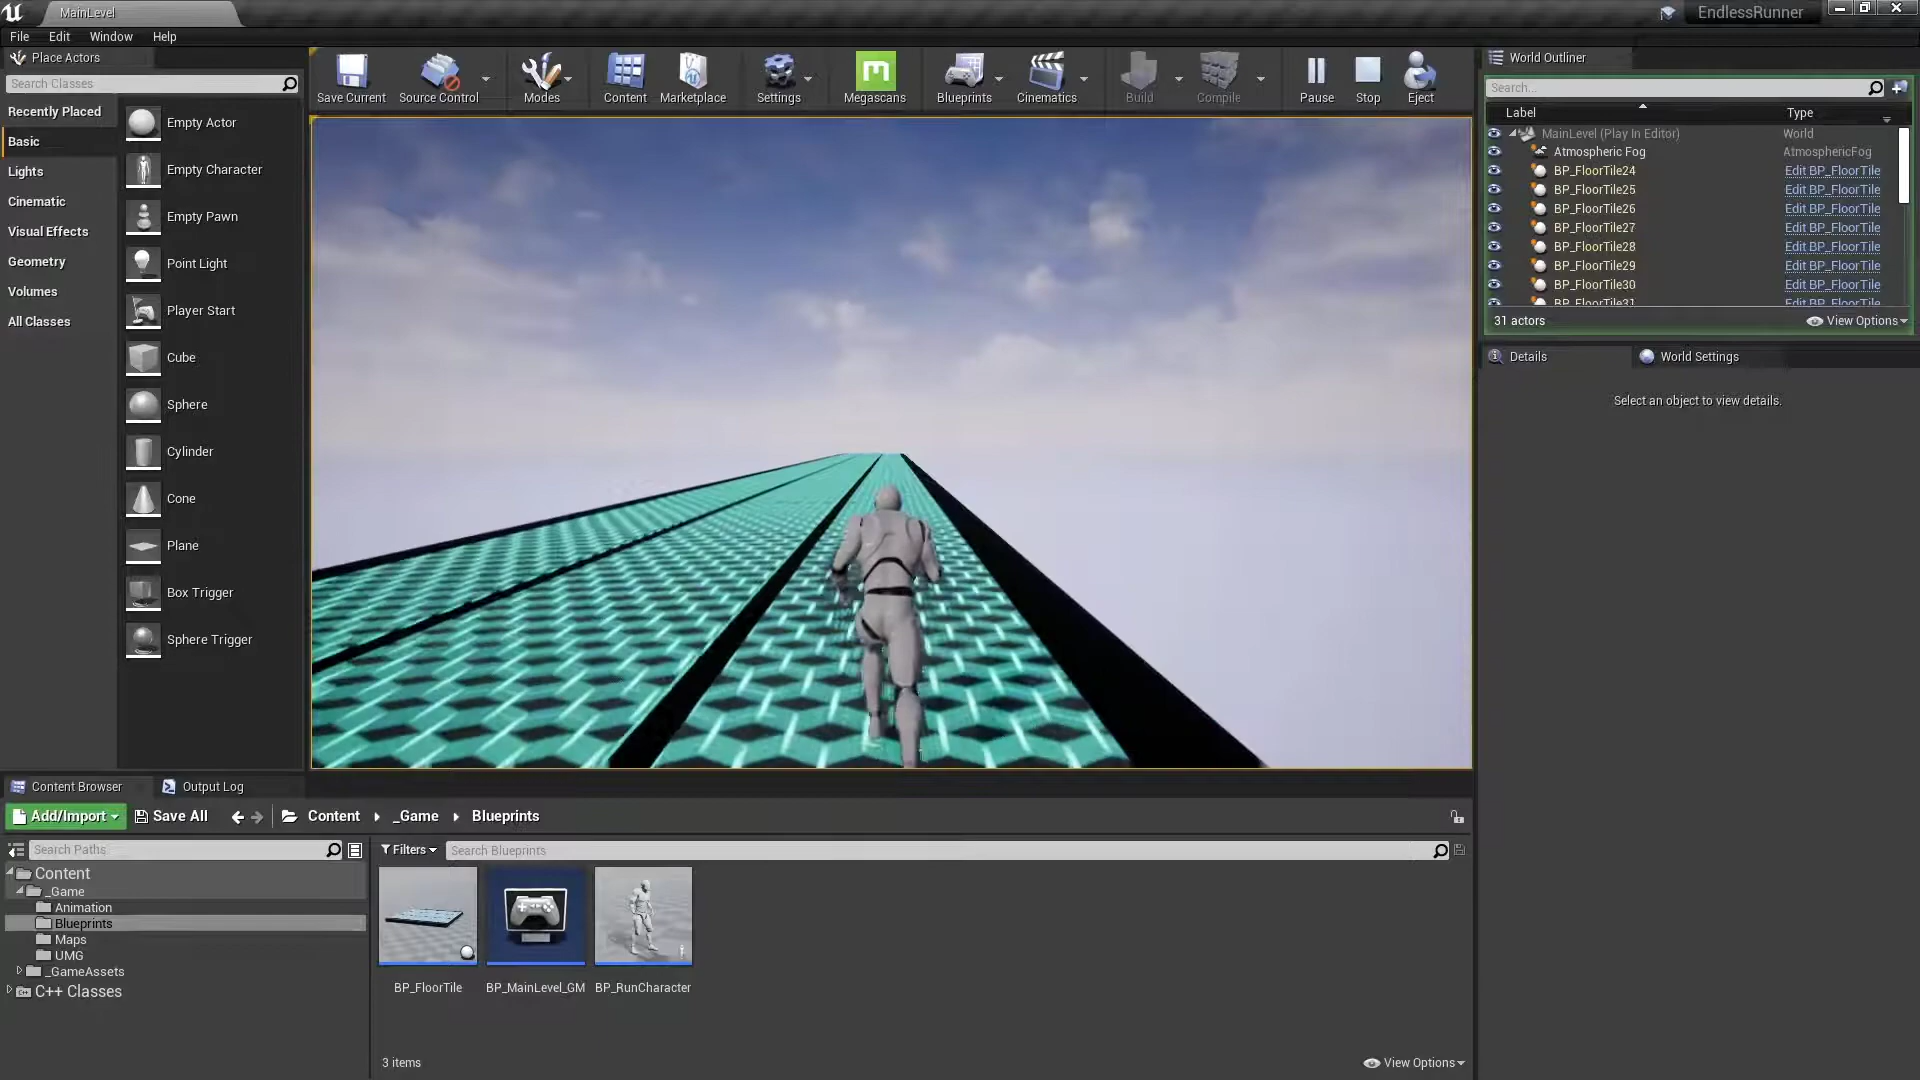 MainLevel
EndlessRunner
File Edit Window Help
Place Actors
Search Classes
Recently Placed
Basic
Lights
Cinematic
Visual Effects
Geometry
Volumes
All Classes
Empty Actor
Empty Character
Empty Pawn
Point Light
Player Start
Cube
Sphere
Cylinder
Cone
Plane
Box Trigger
Sphere Trigger
Save Current Source Control Modes Content Marketplace Settings Megascans Blueprints Cinematics Build Compile Pause Stop Eject
World Outliner
Search...
Label Type
MainLevel (Play In Editor) World
Atmospheric Fog AtmosphericFog
BP_FloorTile24 Edit BP_FloorTile
BP_FloorTile25 Edit BP_FloorTile
BP_FloorTile26 Edit BP_FloorTile
BP_FloorTile27 Edit BP_FloorTile
BP_FloorTile28 Edit BP_FloorTile
BP_FloorTile29 Edit BP_FloorTile
BP_FloorTile30 Edit BP_FloorTile
BP_FloorTile31 Edit BP_FloorTile
31 actors View Options
Details World Settings
Select an object to view details.
Content Browser Output Log
Add/Import Save All Content _Game Blueprints
Search Paths
Filters Search Blueprints
Content
_Game
Animation
Blueprints
Maps
UMG
_GameAssets
C++ Classes
BP_FloorTile BP_MainLevel_GM BP_RunCharacter
3 items View Options